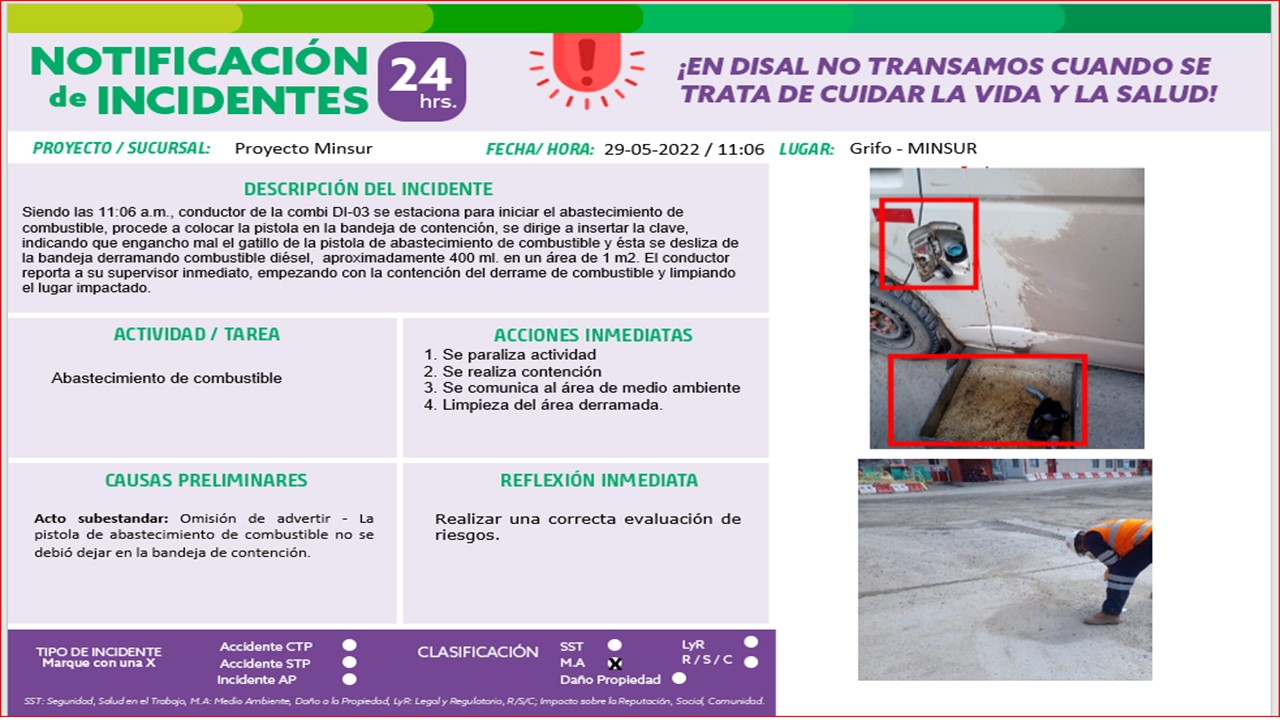 NOTIFICACIÓN
de INCIDENTES
24
hrs.
¡EN DISAL NO TRANSAMOS CUANDO SE
TRATA DE CUIDAR LA VIDA Y LA SALUD!
PROYECTO / SUCURSAL: Proyecto Minsur
FECHA/ HORA: 29-05-2022 / 11:06
LUGAR: Grifo - MINSUR
DESCRIPCIÓN DEL INCIDENTE
Siendo las 11:06 a.m., conductor de la combi DI-03 se estaciona para iniciar el abastecimiento de
combustible, procede a colocar la pistola en la bandeja de contención, se dirige a insertar la clave,
indicando que engancho mal el gatillo de la pistola de abastecimiento de combustible y ésta se desliza de
la bandeja derramando combustible diésel, aproximadamente 400 ml. en un área de 1 m2. El conductor
reporta a su supervisor inmediato, empezando con la contención del derrame de combustible y limpiando
el lugar impactado.
ACTIVIDAD / TAREA
Abastecimiento de combustible
ACCIONES INMEDIATAS
1. Se paraliza actividad
2. Se realiza contención
3. Se comunica al área de medio ambiente
4. Limpieza del área derramada.
CAUSAS PRELIMINARES
Acto subestandar: Omisión de advertir - La
pistola de abastecimiento de combustible no se
debió dejar en la bandeja de contención.
REFLEXIÓN INMEDIATA
Realizar una correcta evaluación de
riesgos.
TIPO DE INCIDENTE
Marque con una X
Accidente CTP
Accidente STP
Incidente AP
CLASIFICACIÓN
SST
M.A X
Daño Propiedad
LyR
R / S / C
SST: Seguridad, Salud en el Trabajo, M.A: Medio Ambiente, Daño a la Propiedad, LyR: Legal y Regulatorio, R/S/C; Impacto sobre la Reputación, Social, Comunidad.